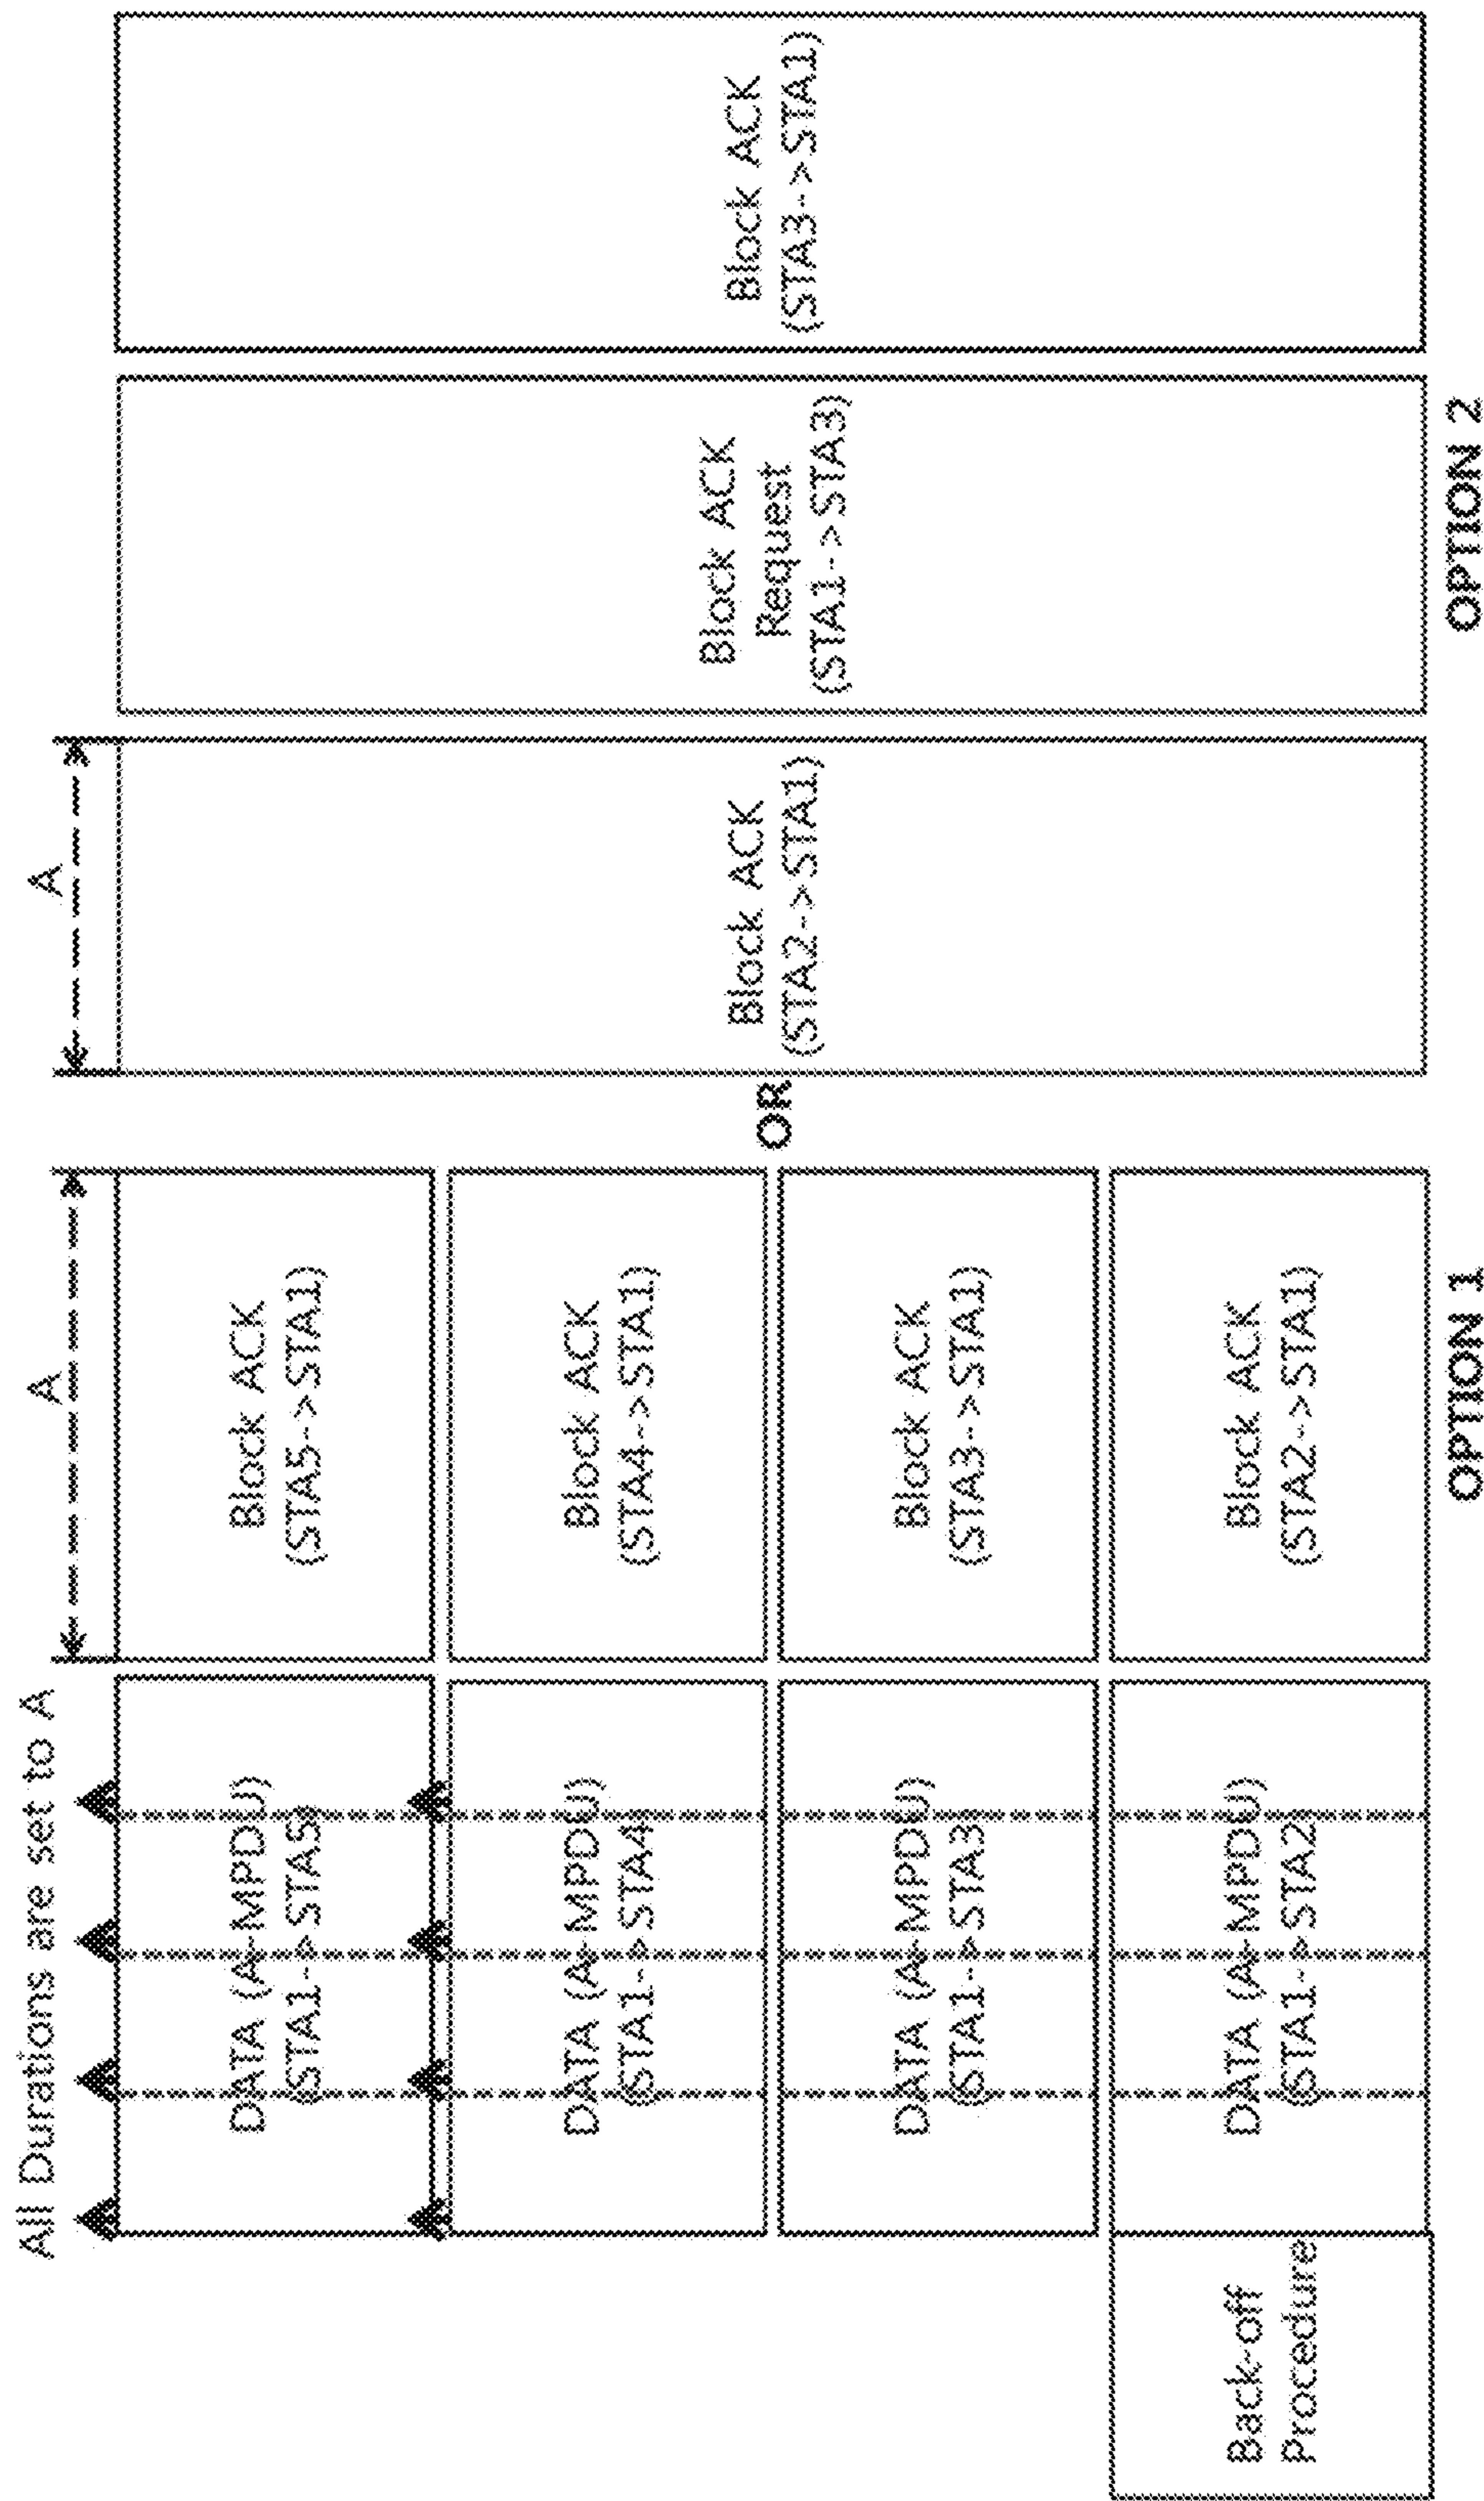 All Durations are set to A
A
A
DATA (A-MPDU)
(STA1->STA5)
Block ACK
(STA5->STA1)
DATA (A-MPDU)
(STA1->STA4)
Block ACK
(STA4->STA1)
DATA (A-MPDU)
(STA1->STA3)
Block ACK
(STA3->STA1)
Back-off
Procedure
DATA (A-MPDU)
(STA1->STA2)
Block ACK
(STA2->STA1)
OR
Block ACK
(STA2->STA1)
Block ACK
Request
(STA1->STA3)
Block ACK
(STA3->STA1)
OPTION 1
OPTION 2